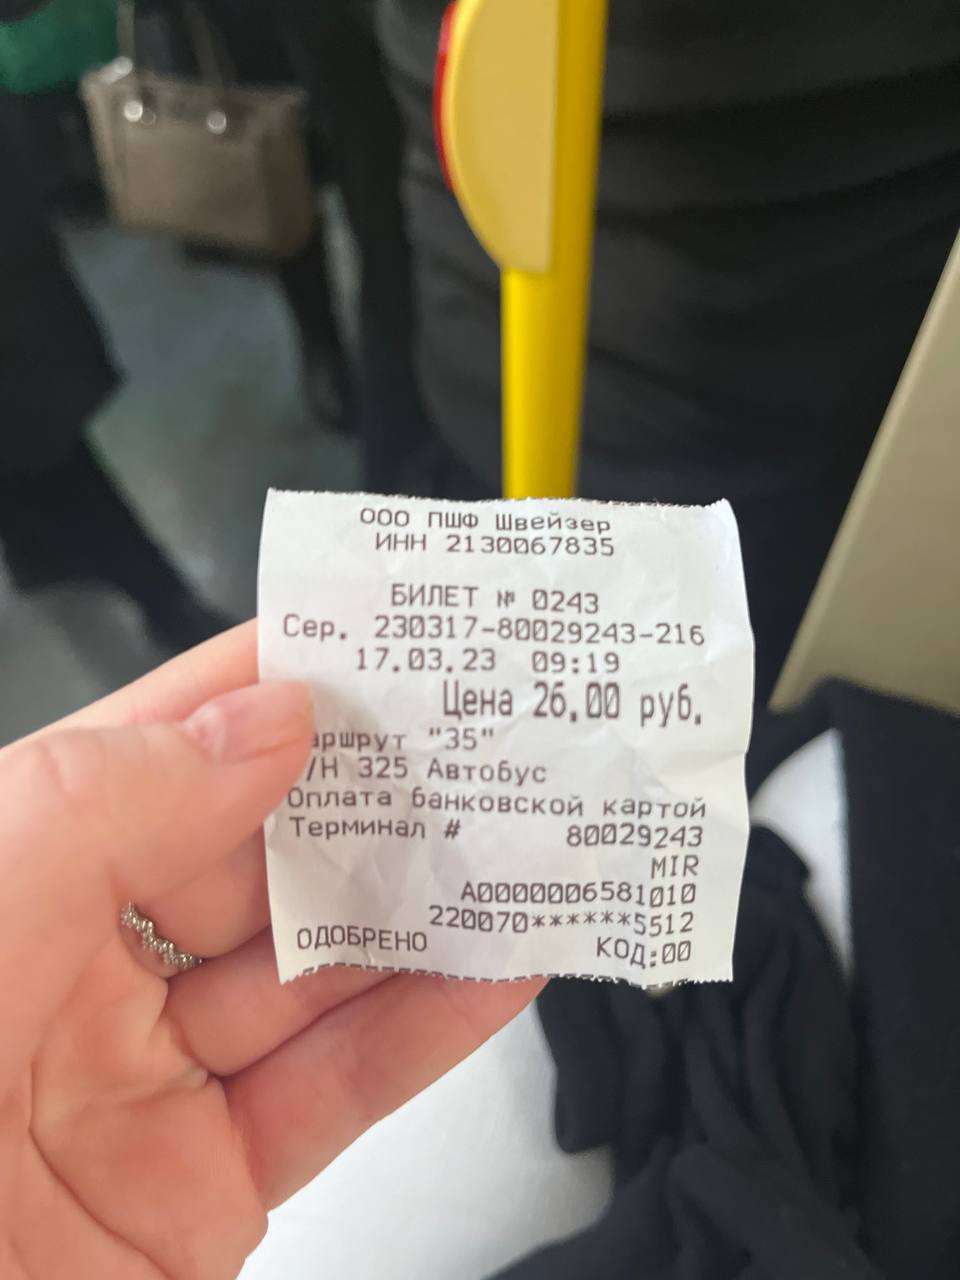 ООО ПШФ Швейзер
ИНН 2130067835
БИЛЕТ № 0243
Сер. 230317-80029243-216
17.03.23 09:19
Цена 26,00 руб.
аршрут "35"
/Н 325 Автобус
Оплата банковской картой
Терминал # 80029243
MIR
A0000006581010
220070******5512
ОДОБРЕНО КОД:00